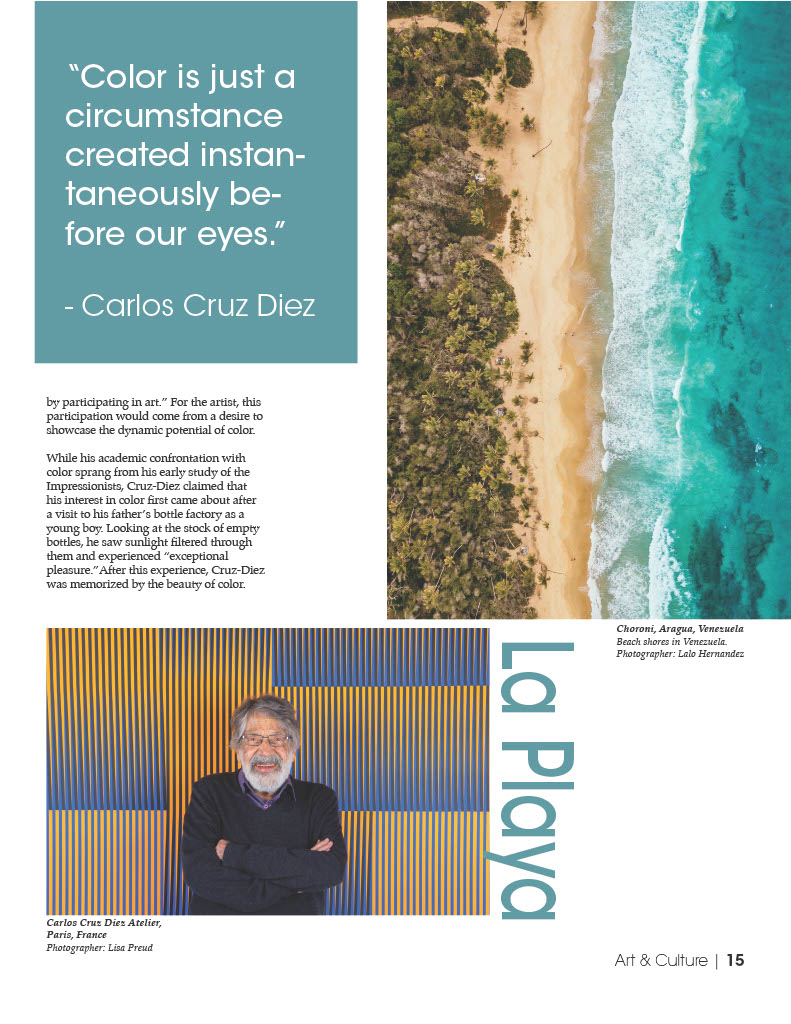 “Color is just a
circumstance
created instan-
taneously be-
fore our eyes.”
- Carlos Cruz Diez
by participating in art.” For the artist, this
participation would come from a desire to
showcase the dynamic potential of color.
While his academic confrontation with
color sprang from his early study of the
Impressionists, Cruz-Diez claimed that
his interest in color first came about after
a visit to his father’s bottle factory as a
young boy. Looking at the stock of empty
bottles, he saw sunlight filtered through
them and experienced “exceptional
pleasure.” After this experience, Cruz-Diez
was memorized by the beauty of color.
Choroni, Aragua, Venezuela
Beach shores in Venezuela.
Photographer: Lalo Hernandez
La Playa
Carlos Cruz Diez Atelier,
Paris, France
Photographer: Lisa Preud
Art & Culture | 15